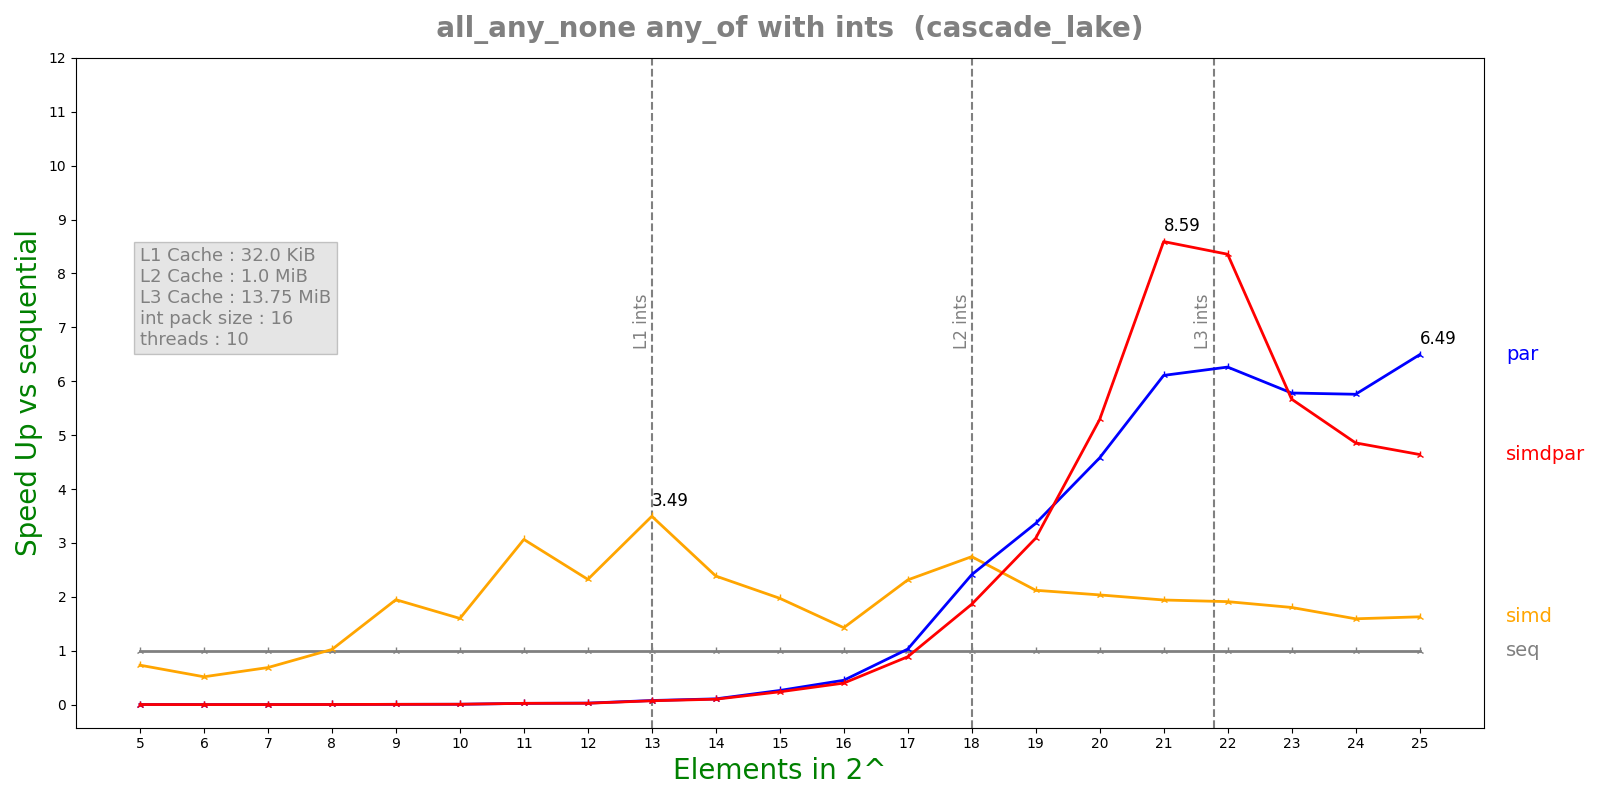 all_any_none any_of with ints  (cascade_lake)
12
11
10
9
8
7
6
5
4
3
2
1
0
Speed Up vs sequential
L1 Cache : 32.0 KiB
L2 Cache : 1.0 MiB
L3 Cache : 13.75 MiB
int pack size : 16
threads : 10
L1 ints
L2 ints
L3 ints
3.49
8.59
6.49
par
simdpar
simd
seq
5 6 7 8 9 10 11 12 13 14 15 16 17 18 19 20 21 22 23 24 25
Elements in 2^